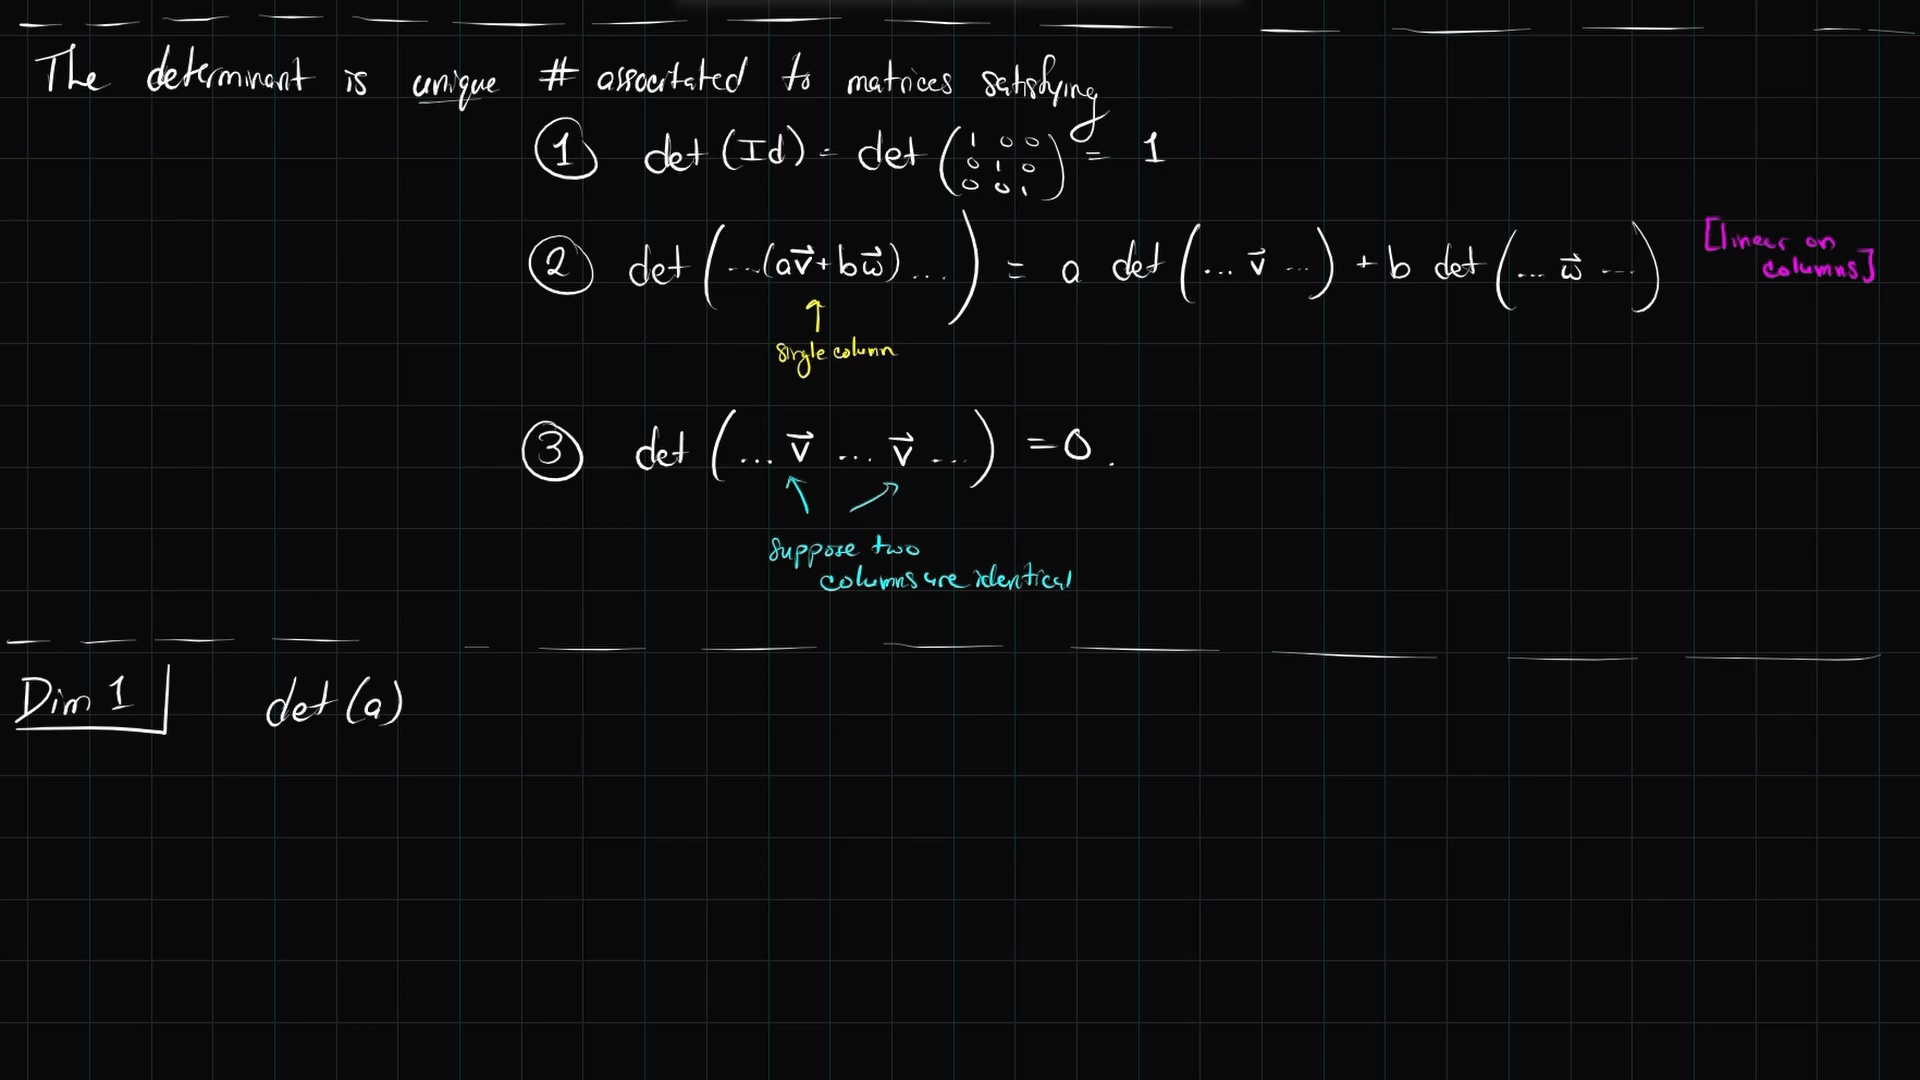 The determinant is unique # associtated to matrices satisfying
① det (Id) = det (1 0 0 0 1 0 0 0 1) = 1
② det (...(av⃗+bw⃗)...) = a det (... v⃗ ...) + b det (... w⃗ ...) [linear on columns]
single column
③ det (... v⃗ ... v⃗ ...) = 0.
Suppose two
columns are identical
Dim 1 det (a)